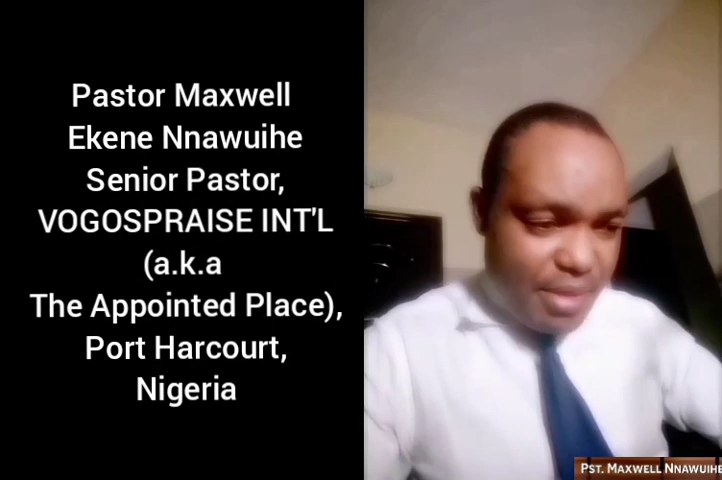 Pastor Maxwell
Ekene Nnawuihe
Senior Pastor,
VOGOSPRAISE INT'L
(a.k.a
The Appointed Place),
Port Harcourt,
Nigeria
PST. MAXWELL NNAWUIHE